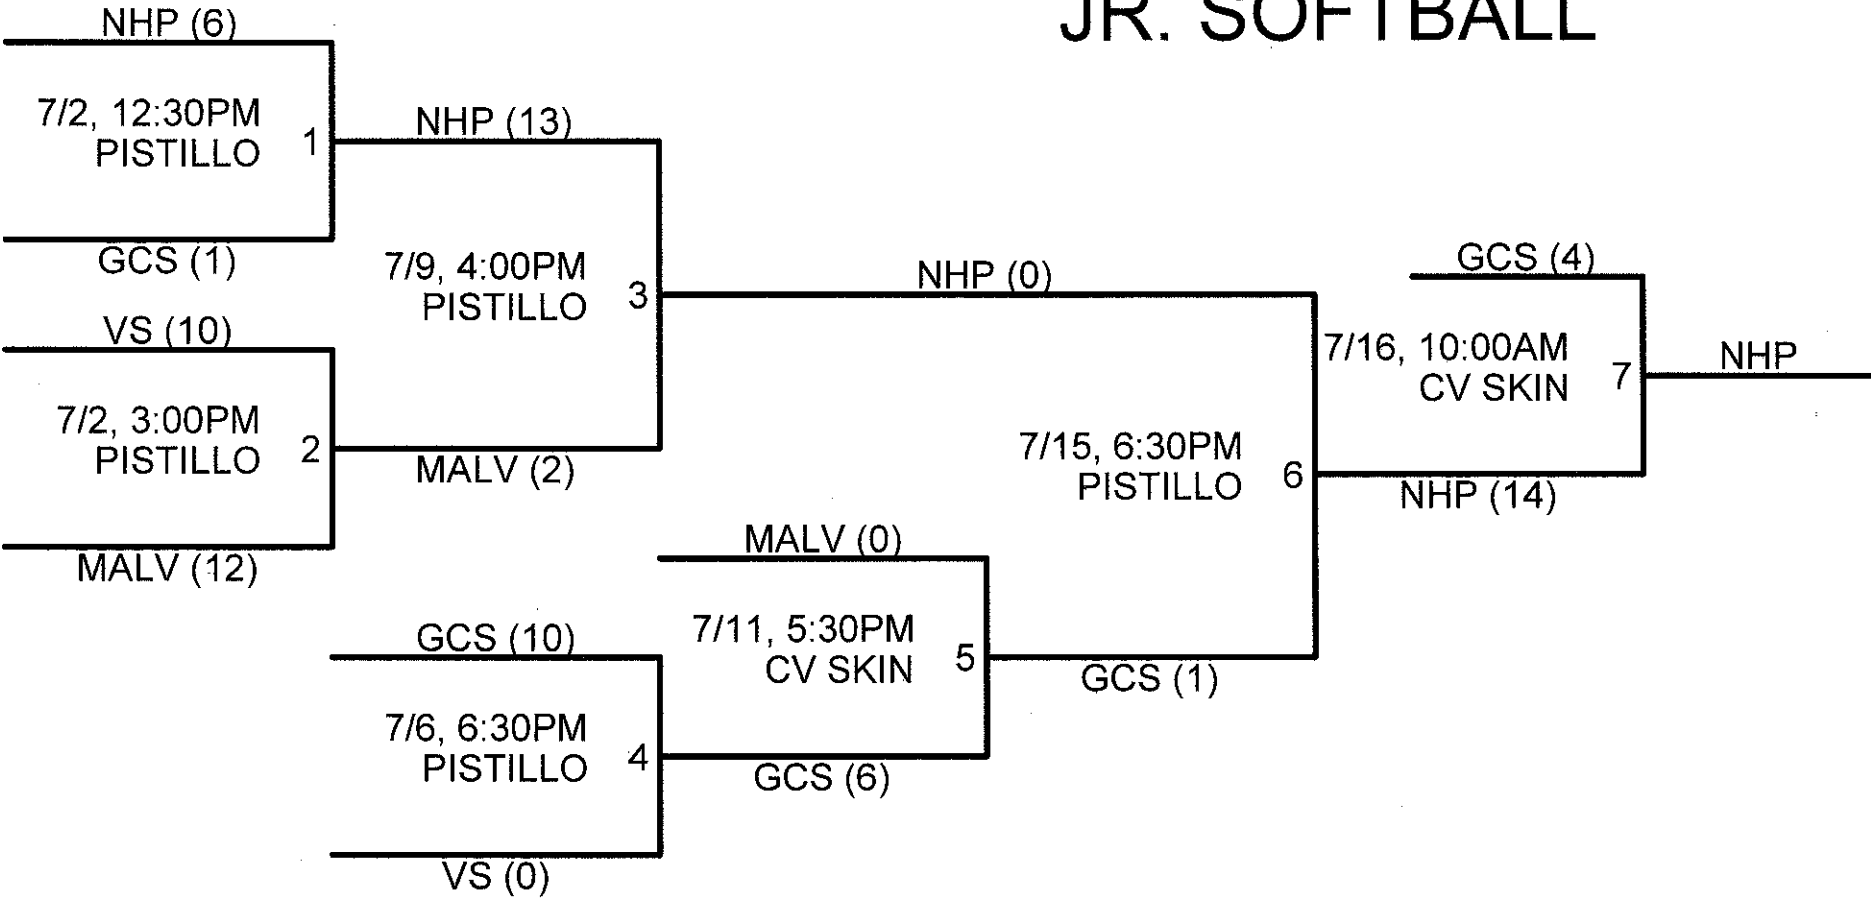 JR. SOFTBALL
NHP (6)
7/2, 12:30PM
PISTILLO
1
GCS (1)
VS (10)
7/2, 3:00PM
PISTILLO
2
MALV (12)
NHP (13)
7/9, 4:00PM
PISTILLO
3
MALV (2)
GCS (10)
7/6, 6:30PM
PISTILLO
4
VS (0)
MALV (0)
7/11, 5:30PM
CV SKIN
5
GCS (6)
NHP (0)
7/15, 6:30PM
PISTILLO
6
GCS (1)
GCS (4)
7/16, 10:00AM
CV SKIN
7
NHP (14)
NHP